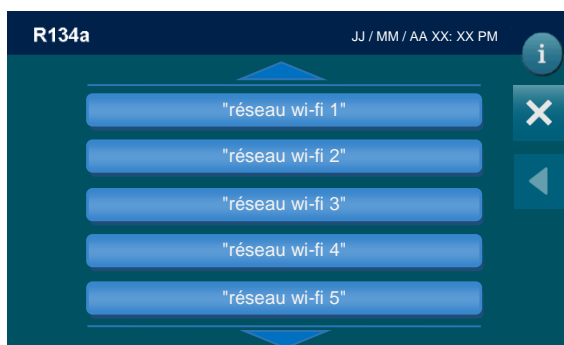 R134a
JJ / MM / AA XX: XX PM
i
"réseau wi-fi 1"
"réseau wi-fi 2"
"réseau wi-fi 3"
"réseau wi-fi 4"
"réseau wi-fi 5"